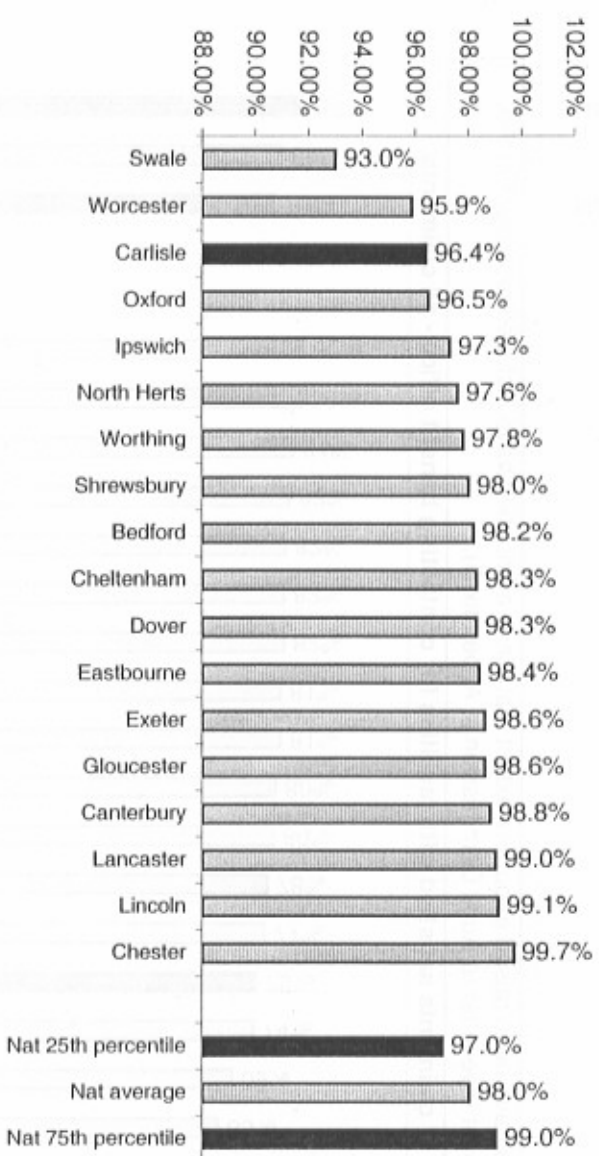 88.00% 90.00% 92.00% 94.00% 96.00% 98.00% 100.00% 102.00%
Swale 93.0%
Worcester 95.9%
Carlisle 96.4%
Oxford 96.5%
Ipswich 97.3%
North Herts 97.6%
Worthing 97.8%
Shrewsbury 98.0%
Bedford 98.2%
Cheltenham 98.3%
Dover 98.3%
Eastbourne 98.4%
Exeter 98.6%
Gloucester 98.6%
Canterbury 98.8%
Lancaster 99.0%
Lincoln 99.1%
Chester 99.7%
Nat 25th percentile 97.0%
Nat average 98.0%
Nat 75th percentile 99.0%